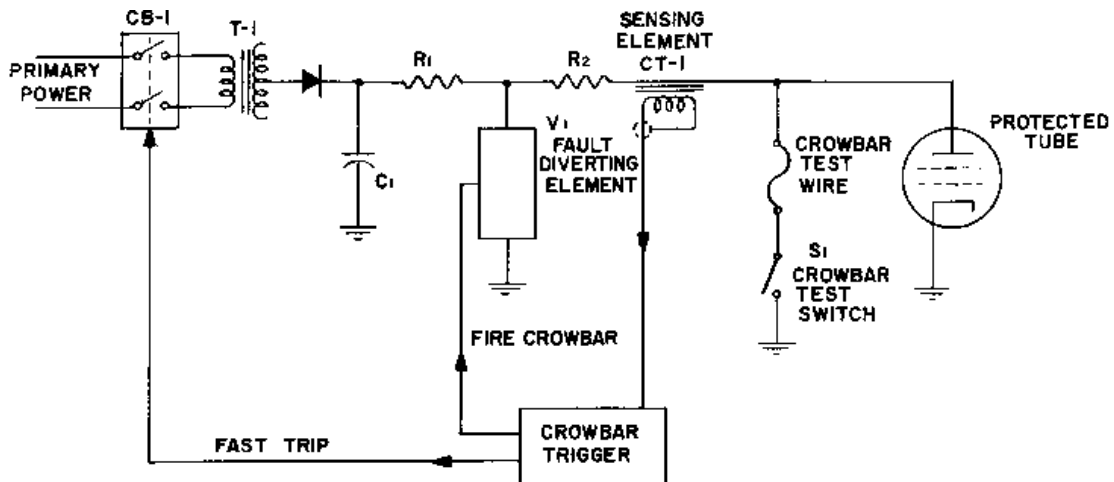 CB-1
T-1
PRIMARY
POWER
R1
R2
SENSING
ELEMENT
CT-1
C1
V1
FAULT
DIVERTING
ELEMENT
CROWBAR
TEST
WIRE
PROTECTED
TUBE
S1
CROWBAR
TEST
SWITCH
FIRE CROWBAR
FAST TRIP
CROWBAR
TRIGGER